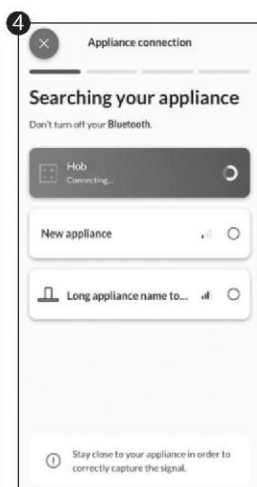 4
Appliance connection
Searching your appliance
Don't turn off your Bluetooth.
Hob
Connecting...
New appliance
Long appliance name to...
Stay close to your appliance in order to
correctly capture the signal.